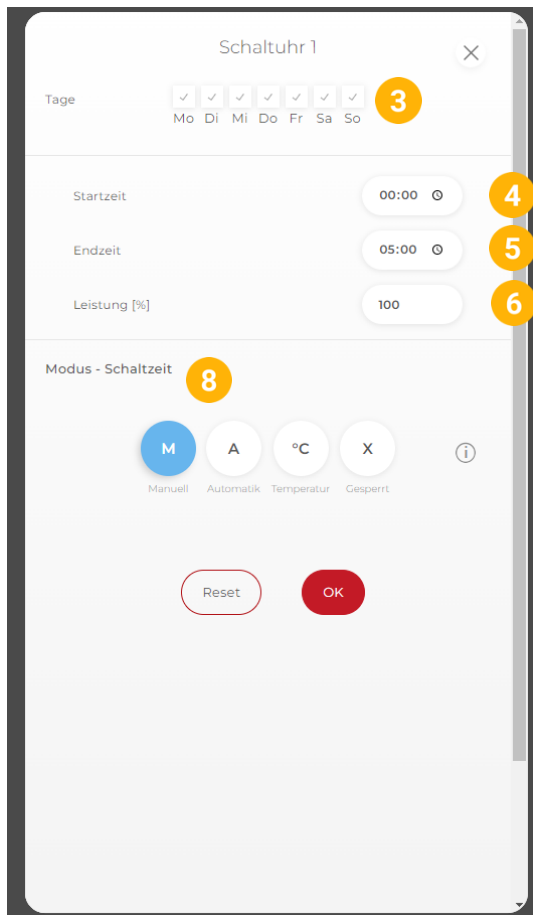 Schaltuhr 1
Tage
3
Mo Di Mi Do Fr Sa So
Startzeit 00:00 4
Endzeit 05:00 5
Leistung [%] 100 6
Modus - Schaltzeit 8
M A °C X
Manuell Automatik Temperatur Gesperrt
Reset OK